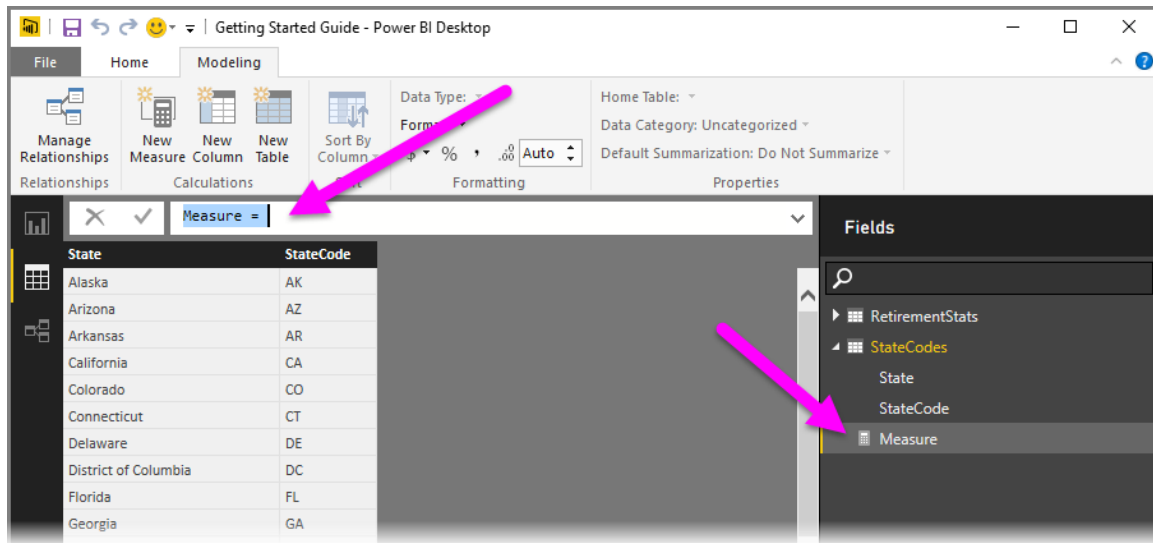 Getting Started Guide - Power BI Desktop
File Home Modeling
Manage Relationships
New Measure
New Column
New Table
Sort By Column
Data Type:
$ % , .00 Auto
Home Table:
Data Category: Uncategorized
Default Summarization: Do Not Summarize
Relationships Calculations Formatting Properties
Measure =
Fields
State StateCode
Alaska AK
Arizona AZ
Arkansas AR
California CA
Colorado CO
Connecticut CT
Delaware DE
District of Columbia DC
Florida FL
Georgia GA
RetirementStats
StateCodes
State
StateCode
Measure